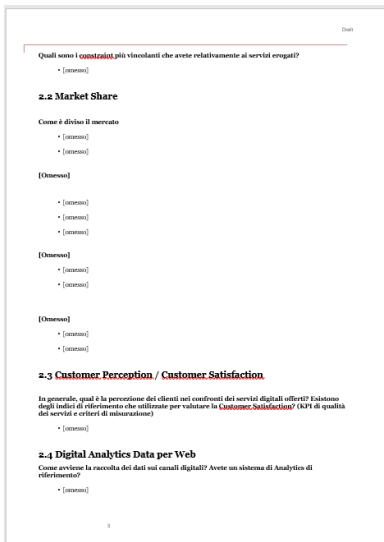 Draft
Quali sono i constraint più vincolanti che avete relativamente ai servizi erogati?
• [omesso]
2.2 Market Share
Come è diviso il mercato
• [omesso]
• [omesso]
[Omesso]
• [omesso]
• [omesso]
• [omesso]
[Omesso]
• [omesso]
• [omesso]
[Omesso]
• [omesso]
• [omesso]
2.3 Customer Perception / Customer Satisfaction
In generale, qual è la percezione dei clienti nei confronti dei servizi digitali offerti? Esistono
degli indici di riferimento che utilizzate per valutare la Customer Satisfaction? (KPI di qualità
dei servizi e criteri di misurazione)
• [omesso]
2.4 Digital Analytics Data per Web
Come avviene la raccolta dei dati sui canali digitali? Avete un sistema di Analytics di
riferimento?
• [omesso]